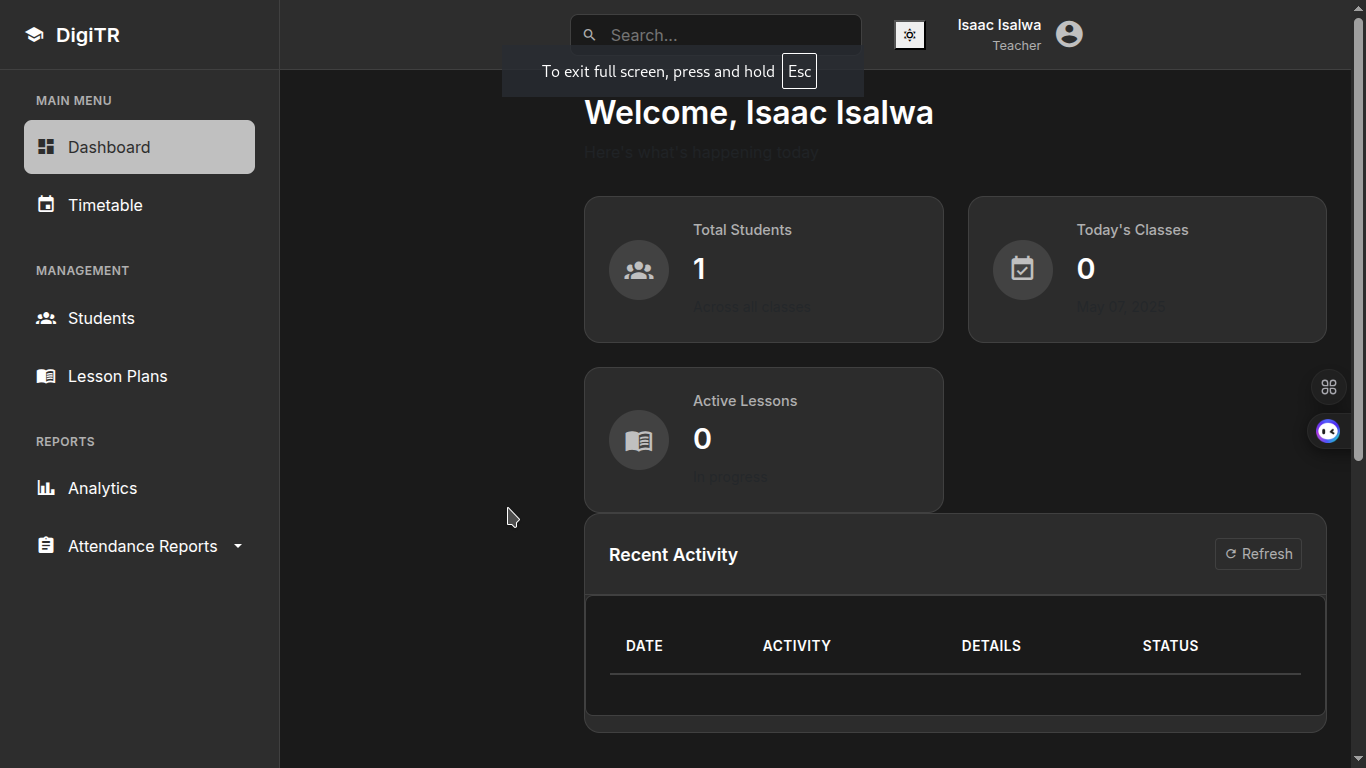 DigiTR
Search...
Isaac Isalwa
Teacher
To exit full screen, press and hold Esc
MAIN MENU
Dashboard
Timetable
MANAGEMENT
Students
Lesson Plans
REPORTS
Analytics
Attendance Reports
Welcome, Isaac Isalwa
Here's what's happening today
Total Students
1
Across all classes
Today's Classes
0
May 07, 2025
Active Lessons
0
In progress
Recent Activity
Refresh
DATE ACTIVITY DETAILS STATUS